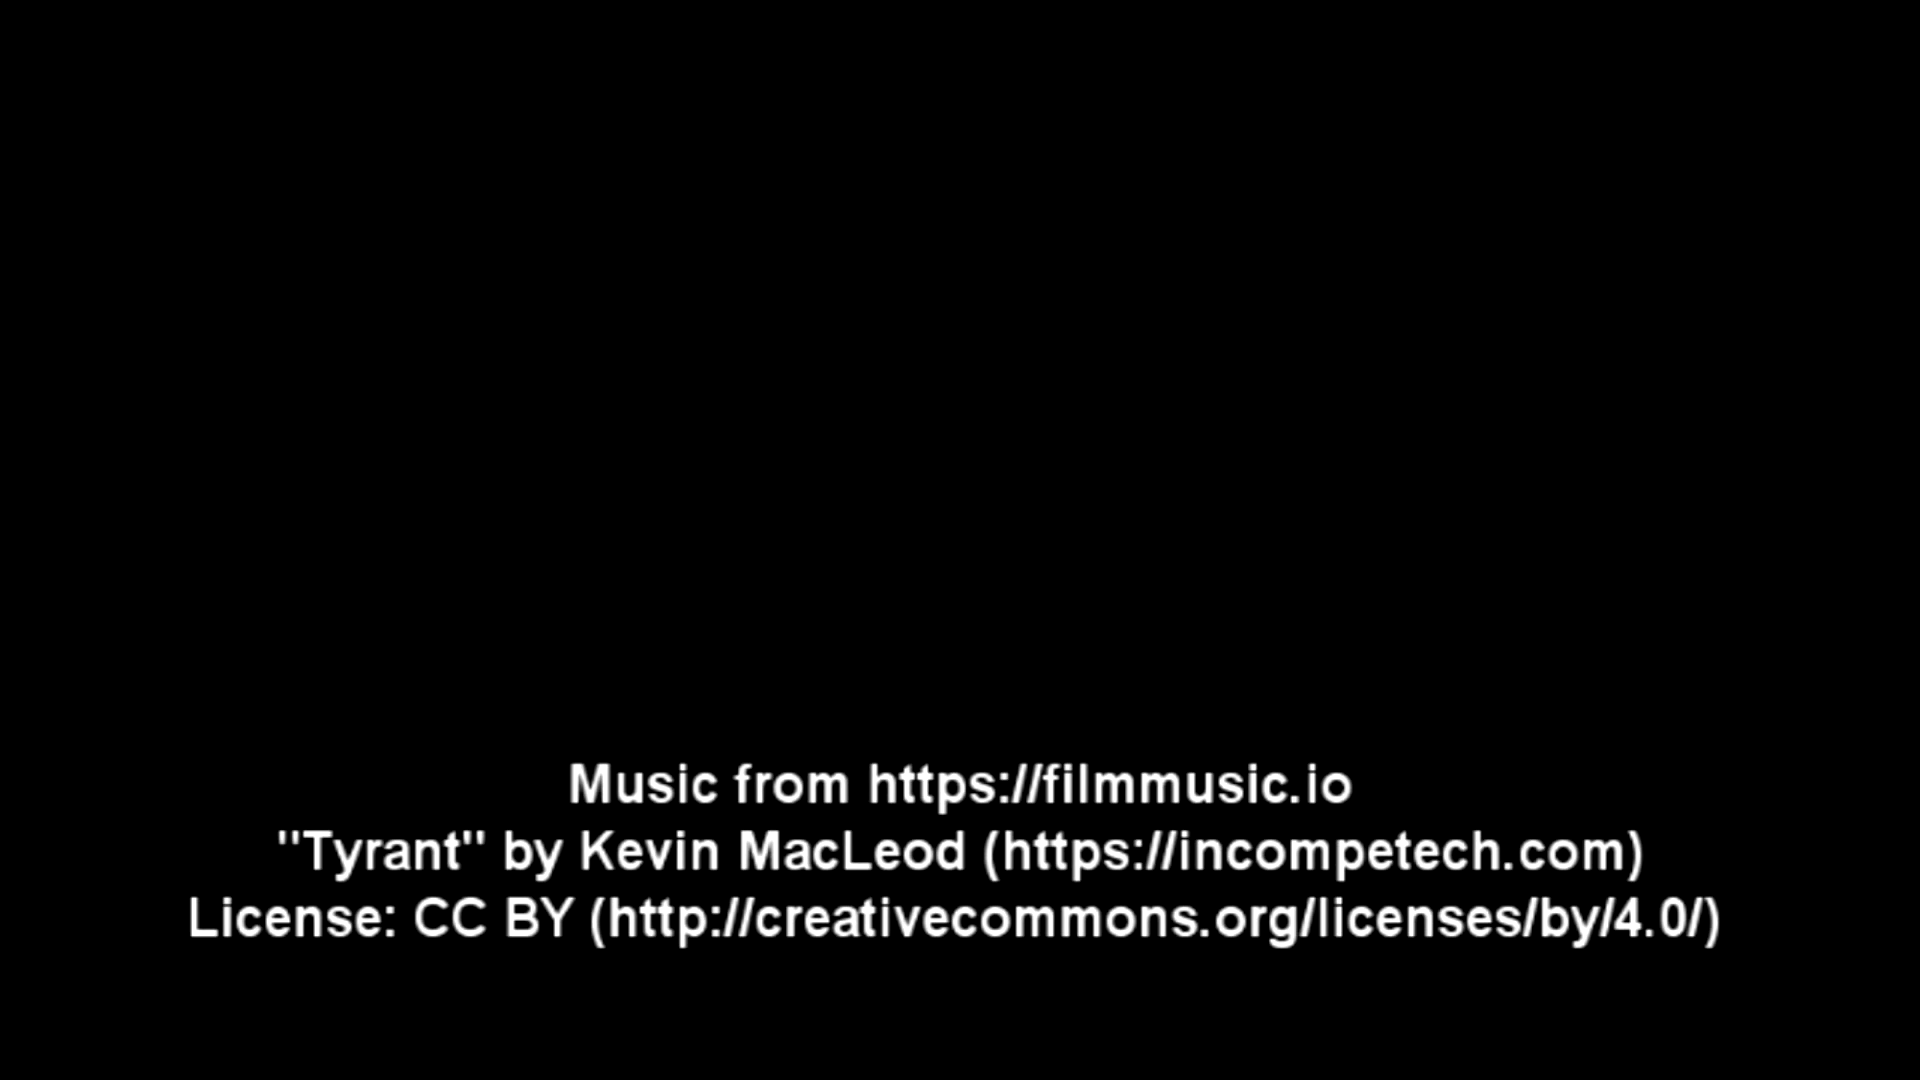 Music from https://filmmusic.io
"Tyrant" by Kevin MacLeod (https://incompetech.com)
License: CC BY (http://creativecommons.org/licenses/by/4.0/)